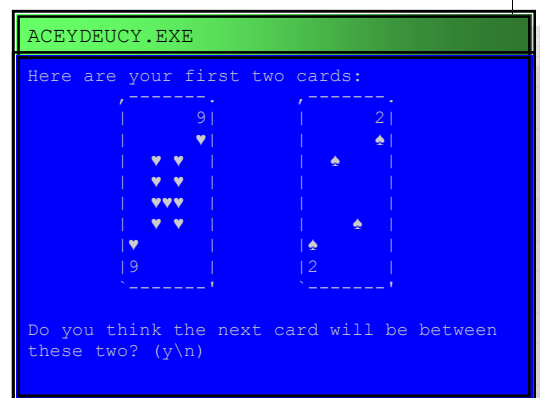 ACEYDEUCY.EXE
Here are your first two cards:
,-------. ,-------.
| 9| | 2|
| ♥| | ♠|
| ♥ ♥ | | ♠ |
| ♥ ♥ | | |
| ♥♥♥ | | |
| ♥ ♥ | | ♠ |
|♥ | |♠ |
|9 | |2 |
`-------' `-------'
Do you think the next card will be between
these two? (y\n)